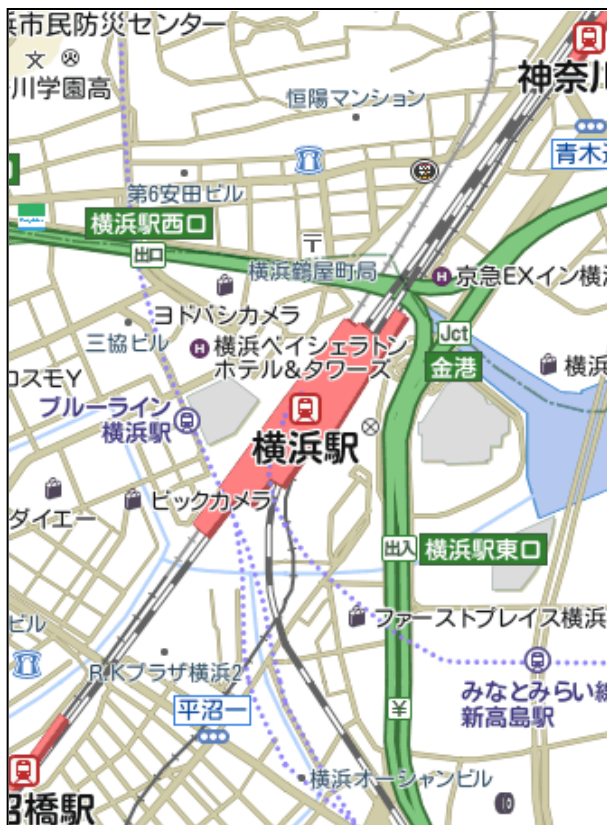 浜市民防災センター
川学園高
神奈川
恒陽マンション
青木通
第6安田ビル
横浜駅西口
出口
横浜鶴屋町局
京急EXイン横浜
ヨドバシカメラ
三協ビル
横浜ベイシェラトン
ホテル&タワーズ
Jct
金港
横浜
コスモY
ブルーライン
横浜駅
横浜駅
ビックカメラ
ダイエー
出入
横浜駅東口
ファーストプレイス横浜
ビル
R.Kプラザ横浜2
みなとみらい線
新高島駅
平沼一
¥
横浜オーシャンビル
沼橋駅